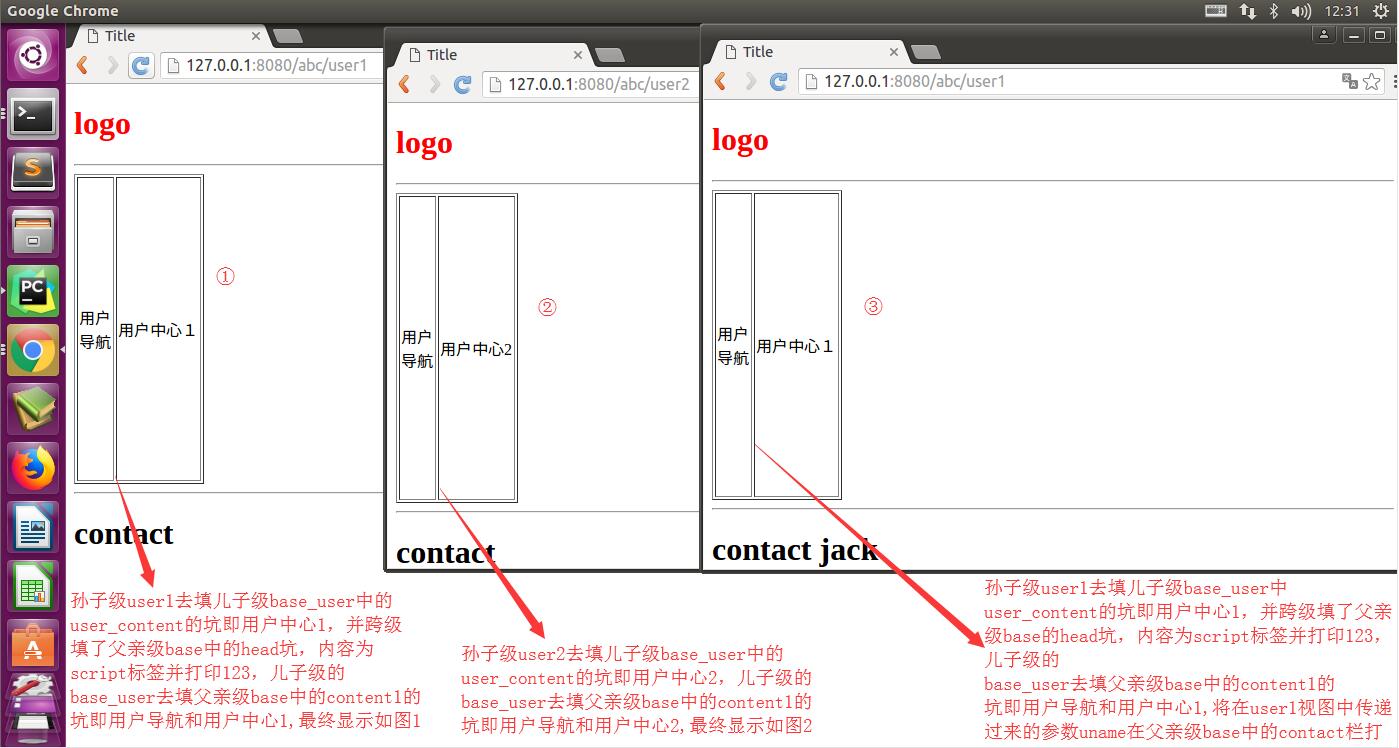 Google Chrome
12:31
Title
127.0.0.1:8080/abc/user1
logo
用户
导航
用户中心１
①
contact
Title
127.0.0.1:8080/abc/user2
logo
用户
导航
用户中心2
②
contact
Title
127.0.0.1:8080/abc/user1
logo
用户
导航
用户中心１
③
contact jack
孙子级user1去填儿子级base_user中的
user_content的坑即用户中心1，并跨级
填了父亲级base中的head坑，内容为
script标签并打印123，儿子级的
base_user去填父亲级base中的content1的
坑即用户导航和用户中心1,最终显示如图1
孙子级user2去填儿子级base_user中的
user_content的坑即用户中心2，儿子级的
base_user去填父亲级base中的content1的
坑即用户导航和用户中心2,最终显示如图2
孙子级user1去填儿子级base_user中
user_content的坑即用户中心1，并跨级填了父亲
级base的head坑，内容为script标签并打印123，
儿子级的
base_user去填父亲级base中的content1的
坑即用户导航和用户中心1,将在user1视图中传递
过来的参数uname在父亲级base中的contact栏打
PC
S
A